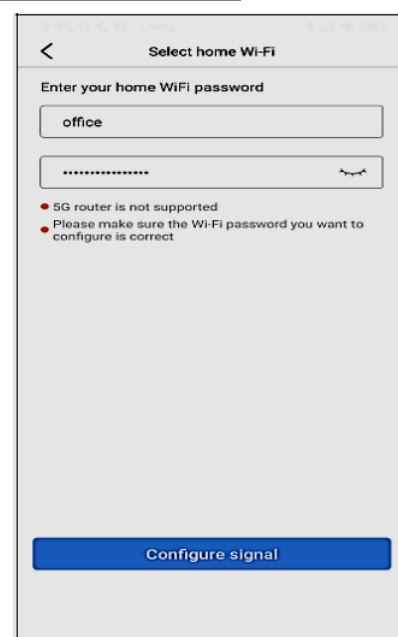 Select home Wi-Fi
Enter your home WiFi password
office
••••••••••••••••
5G router is not supported
Please make sure the Wi-Fi password you want to
configure is correct
Configure signal